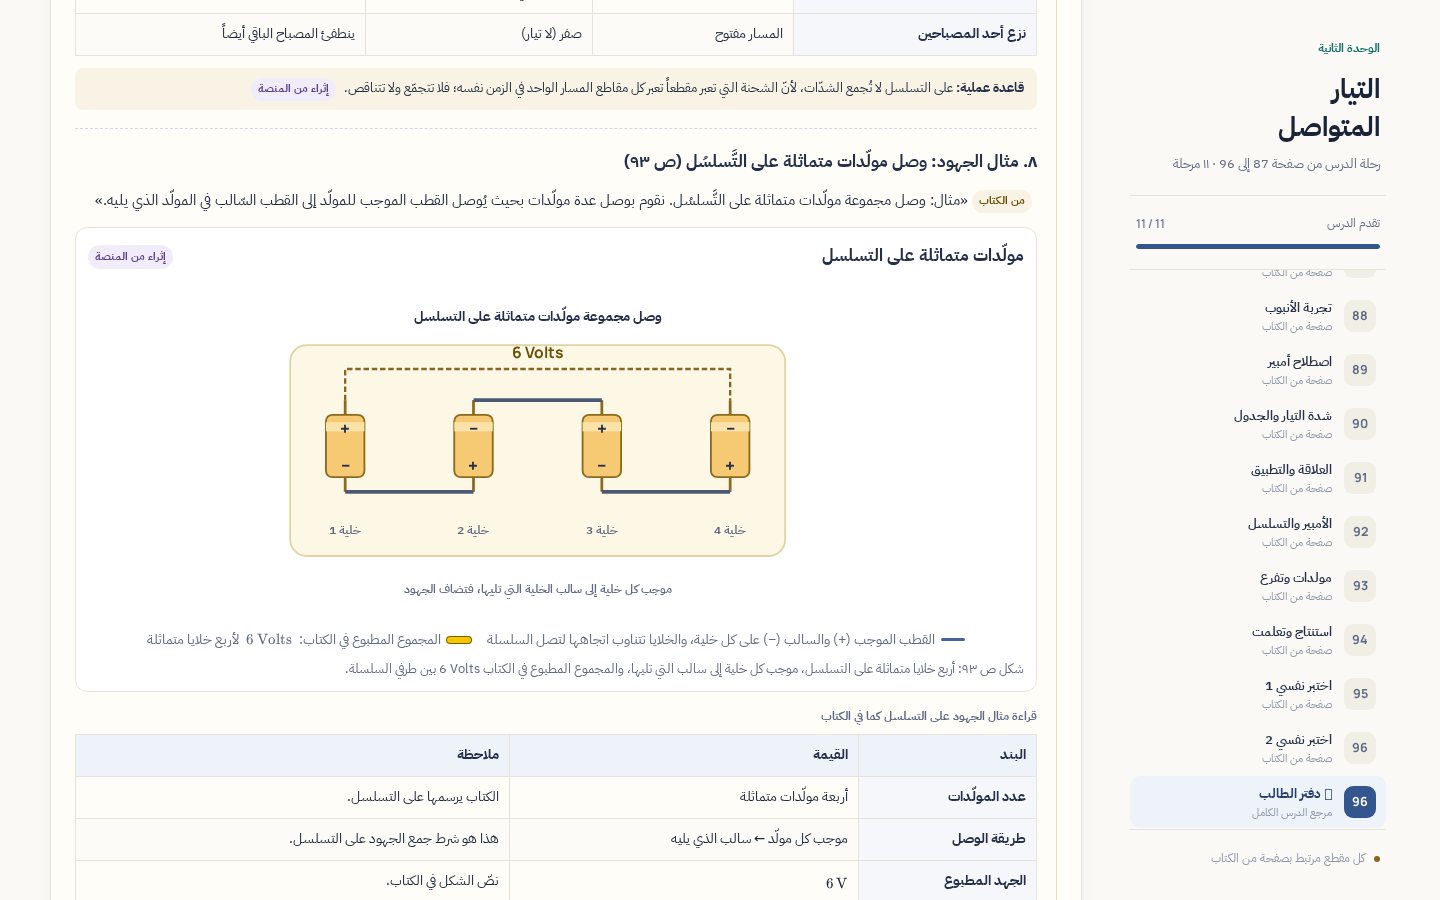 الوحدة الثانية
التيار
المتواصل
رحلة الدرس من صفحة 87 إلى 96 · ١١ مرحلة
تقدم الدرس 11 / 11
صفحة من الكتاب
88 تجربة الأنبوب
صفحة من الكتاب
89 اصطلاح أمبير
صفحة من الكتاب
90 شدة التيار والجدول
صفحة من الكتاب
91 العلاقة والتطبيق
صفحة من الكتاب
92 الأمبير والتسلسل
صفحة من الكتاب
93 مولدات وتفرع
صفحة من الكتاب
94 استنتاج وتعلمت
صفحة من الكتاب
95 اختبر نفسي 1
صفحة من الكتاب
96 اختبر نفسي 2
صفحة من الكتاب
96 دفتر الطالب
مرجع الدرس الكامل
كل مقطع مرتبط بصفحة من الكتاب
نزع أحد المصباحين المسار مفتوح صفر (لا تيار) ينطفئ المصباح الباقي أيضاً
قاعدة عملية: على التسلسل لا تُجمع الشدّات، لأنّ الشحنة التي تعبر مقطعاً تعبر كل مقاطع المسار الواحد في الزمن نفسه؛ فلا تتجمّع ولا تتناقص. إثراء من المنصة
٨. مثال الجهود: وصل مولّدات متماثلة على التَّسلسُل (ص ٩٣)
من الكتاب «مثال: وصل مجموعة مولّدات متماثلة على التَّسلسُل. نقوم بوصل عدة مولّدات بحيث يُوصل القطب الموجب للمولّد إلى القطب السّالب في المولّد الذي يليه.»
مولّدات متماثلة على التسلسل إثراء من المنصة
وصل مجموعة مولّدات متماثلة على التسلسل
6 Volts
+ − + −
− + − +
خلية 1 خلية 2 خلية 3 خلية 4
موجب كل خلية إلى سالب الخلية التي تليها، فتضاف الجهود
القطب الموجب (+) والسالب (−) على كل خلية، والخلايا تتناوب اتجاهها لتصل السلسلة المجموع المطبوع في الكتاب: 6 Volts لأربع خلايا متماثلة
شكل ص ٩٣: أربع خلايا متماثلة على التسلسل، موجب كل خلية إلى سالب التي تليها، والمجموع المطبوع في الكتاب 6 Volts بين طرفي السلسلة.
قراءة مثال الجهود على التسلسل كما في الكتاب
البند القيمة ملاحظة
عدد المولّدات أربعة مولّدات متماثلة الكتاب يرسمها على التسلسل.
طريقة الوصل موجب كل مولّد ← سالب الذي يليه هذا هو شرط جمع الجهود على التسلسل.
الجهد المطبوع 6 V نصّ الشكل في الكتاب.